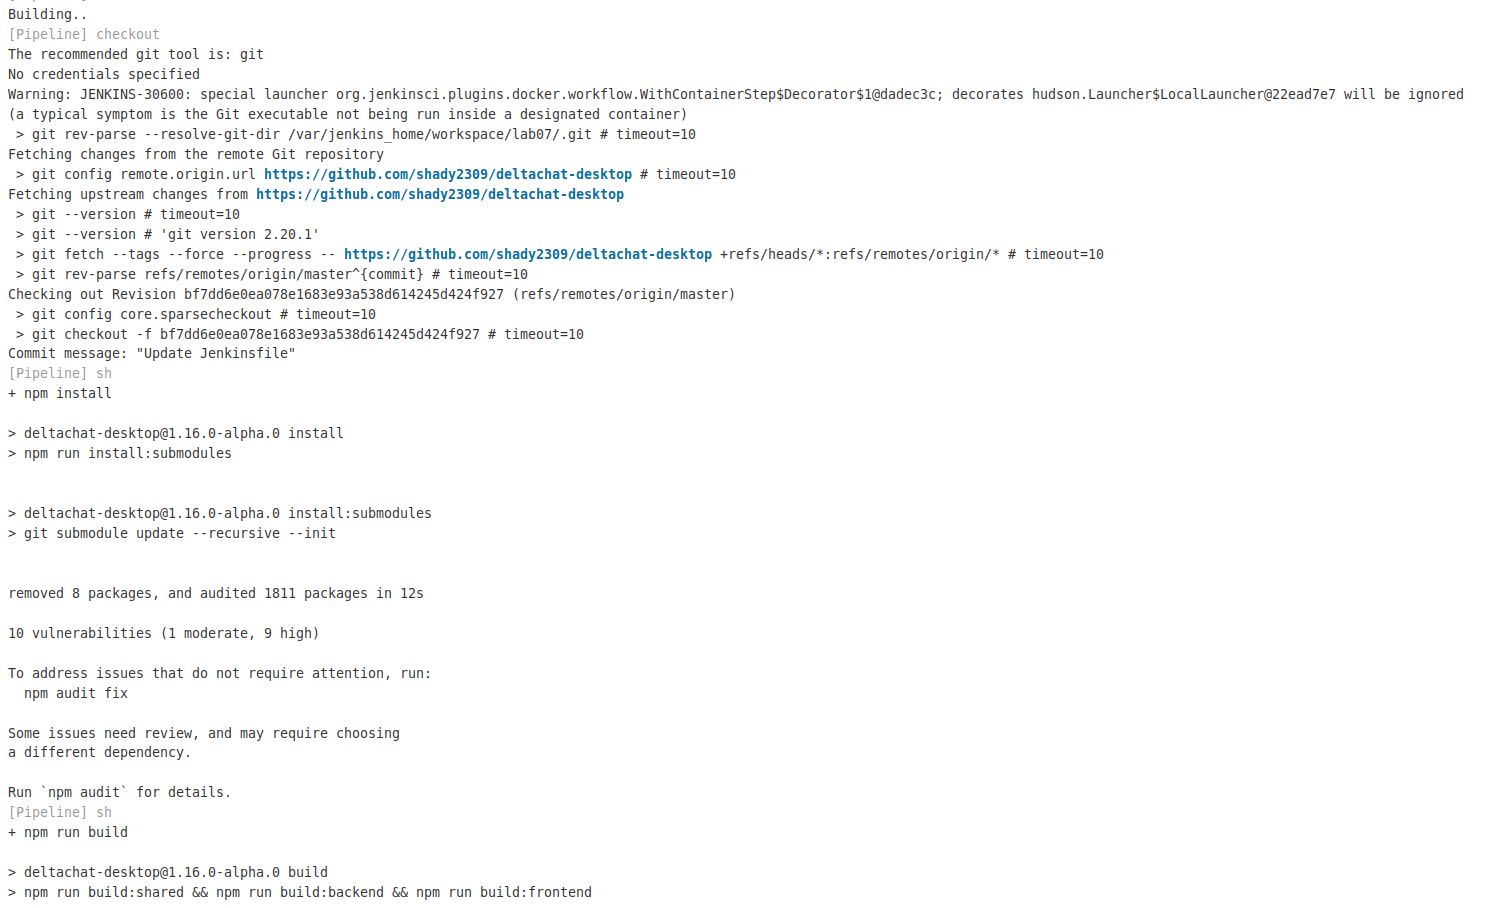 Building..
[Pipeline] checkout
The recommended git tool is: git
No credentials specified
Warning: JENKINS-30600: special launcher org.jenkinsci.plugins.docker.workflow.WithContainerStep$Decorator$1@dadec3c; decorates hudson.Launcher$LocalLauncher@22ead7e7 will be ignored
(a typical symptom is the Git executable not being run inside a designated container)
 > git rev-parse --resolve-git-dir /var/jenkins_home/workspace/lab07/.git # timeout=10
Fetching changes from the remote Git repository
 > git config remote.origin.url https://github.com/shady2309/deltachat-desktop # timeout=10
Fetching upstream changes from https://github.com/shady2309/deltachat-desktop
 > git --version # timeout=10
 > git --version # 'git version 2.20.1'
 > git fetch --tags --force --progress -- https://github.com/shady2309/deltachat-desktop +refs/heads/*:refs/remotes/origin/* # timeout=10
 > git rev-parse refs/remotes/origin/master^{commit} # timeout=10
Checking out Revision bf7dd6e0ea078e1683e93a538d614245d424f927 (refs/remotes/origin/master)
 > git config core.sparsecheckout # timeout=10
 > git checkout -f bf7dd6e0ea078e1683e93a538d614245d424f927 # timeout=10
Commit message: "Update Jenkinsfile"
[Pipeline] sh
+ npm install
> deltachat-desktop@1.16.0-alpha.0 install
> npm run install:submodules
> deltachat-desktop@1.16.0-alpha.0 install:submodules
> git submodule update --recursive --init
removed 8 packages, and audited 1811 packages in 12s
10 vulnerabilities (1 moderate, 9 high)
To address issues that do not require attention, run:
  npm audit fix
Some issues need review, and may require choosing
a different dependency.
Run `npm audit` for details.
[Pipeline] sh
+ npm run build
> deltachat-desktop@1.16.0-alpha.0 build
> npm run build:shared && npm run build:backend && npm run build:frontend